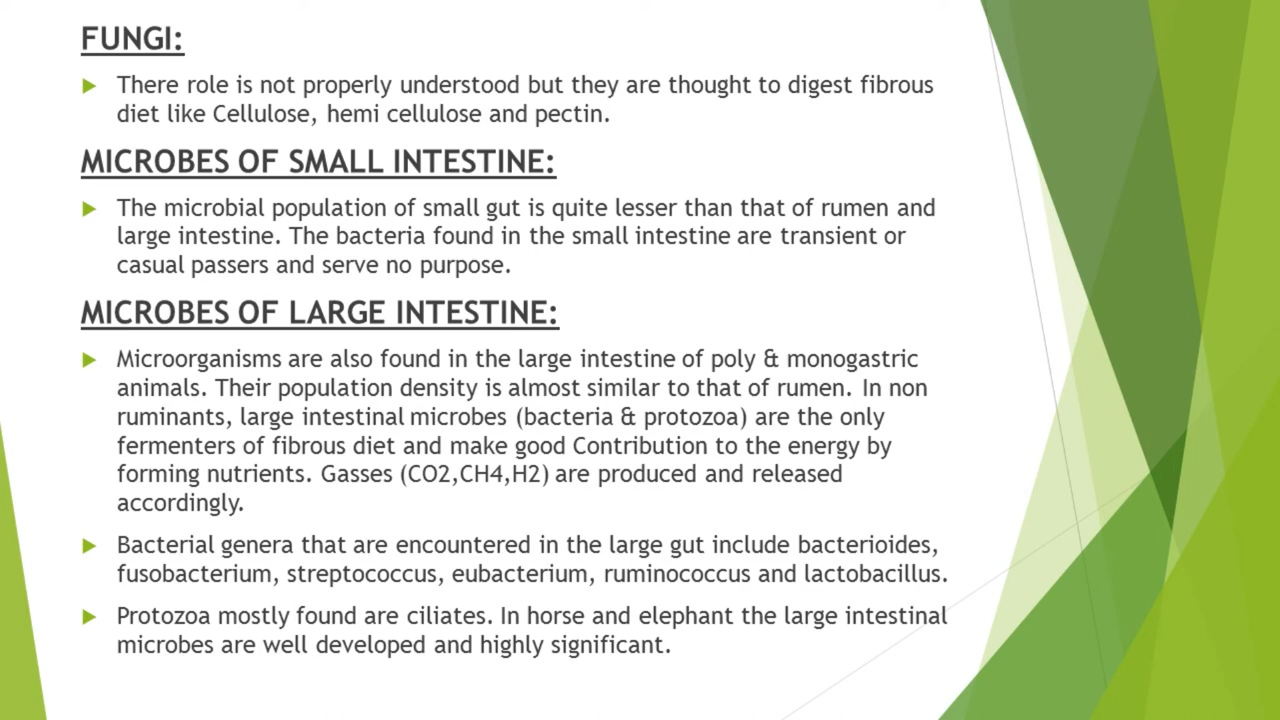 FUNGI:
There role is not properly understood but they are thought to digest fibrous
diet like Cellulose, hemi cellulose and pectin.
MICROBES OF SMALL INTESTINE:
The microbial population of small gut is quite lesser than that of rumen and
large intestine. The bacteria found in the small intestine are transient or
casual passers and serve no purpose.
MICROBES OF LARGE INTESTINE:
Microorganisms are also found in the large intestine of poly & monogastric
animals. Their population density is almost similar to that of rumen. In non
ruminants, large intestinal microbes (bacteria & protozoa) are the only
fermenters of fibrous diet and make good Contribution to the energy by
forming nutrients. Gasses (CO2,CH4,H2) are produced and released
accordingly.
Bacterial genera that are encountered in the large gut include bacterioides,
fusobacterium, streptococcus, eubacterium, ruminococcus and lactobacillus.
Protozoa mostly found are ciliates. In horse and elephant the large intestinal
microbes are well developed and highly significant.